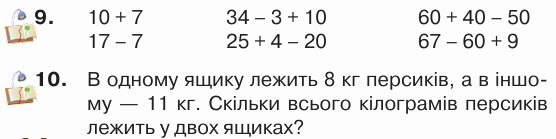 9. 10 + 7 34 – 3 + 10 60 + 40 – 50
17 – 7 25 + 4 – 20 67 – 60 + 9
10. В одному ящику лежить 8 кг персиків, а в іншо-
му — 11 кг. Скільки всього кілограмів персиків
лежить у двох ящиках?